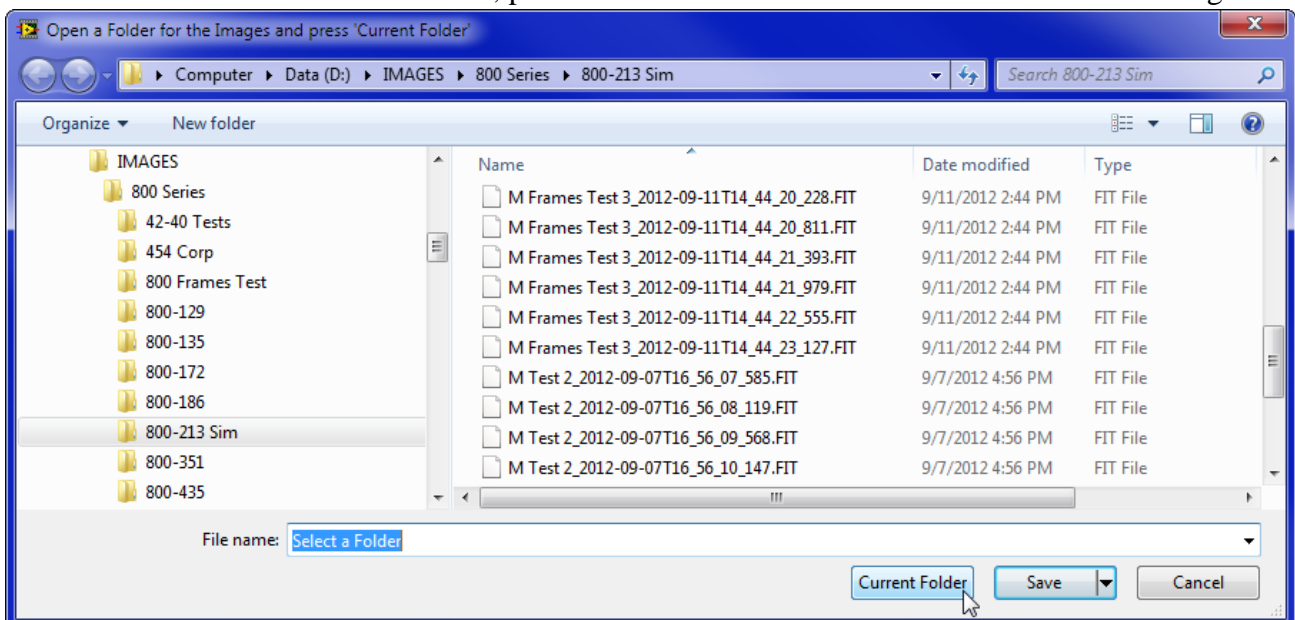 Open a Folder for the Images and press 'Current Folder'
Computer Data (D:) IMAGES 800 Series 800-213 Sim Search 800-213 Sim
Organize New folder
IMAGES
800 Series
42-40 Tests
454 Corp
800 Frames Test
800-129
800-135
800-172
800-186
800-213 Sim
800-351
800-435
Name Date modified Type
M Frames Test 3_2012-09-11T14_44_20_228.FIT 9/11/2012 2:44 PM FIT File
M Frames Test 3_2012-09-11T14_44_20_811.FIT 9/11/2012 2:44 PM FIT File
M Frames Test 3_2012-09-11T14_44_21_393.FIT 9/11/2012 2:44 PM FIT File
M Frames Test 3_2012-09-11T14_44_21_979.FIT 9/11/2012 2:44 PM FIT File
M Frames Test 3_2012-09-11T14_44_22_555.FIT 9/11/2012 2:44 PM FIT File
M Frames Test 3_2012-09-11T14_44_23_127.FIT 9/11/2012 2:44 PM FIT File
M Test 2_2012-09-07T16_56_07_585.FIT 9/7/2012 4:56 PM FIT File
M Test 2_2012-09-07T16_56_08_119.FIT 9/7/2012 4:56 PM FIT File
M Test 2_2012-09-07T16_56_09_568.FIT 9/7/2012 4:56 PM FIT File
M Test 2_2012-09-07T16_56_10_147.FIT 9/7/2012 4:56 PM FIT File
File name: Select a Folder
Current Folder Save Cancel